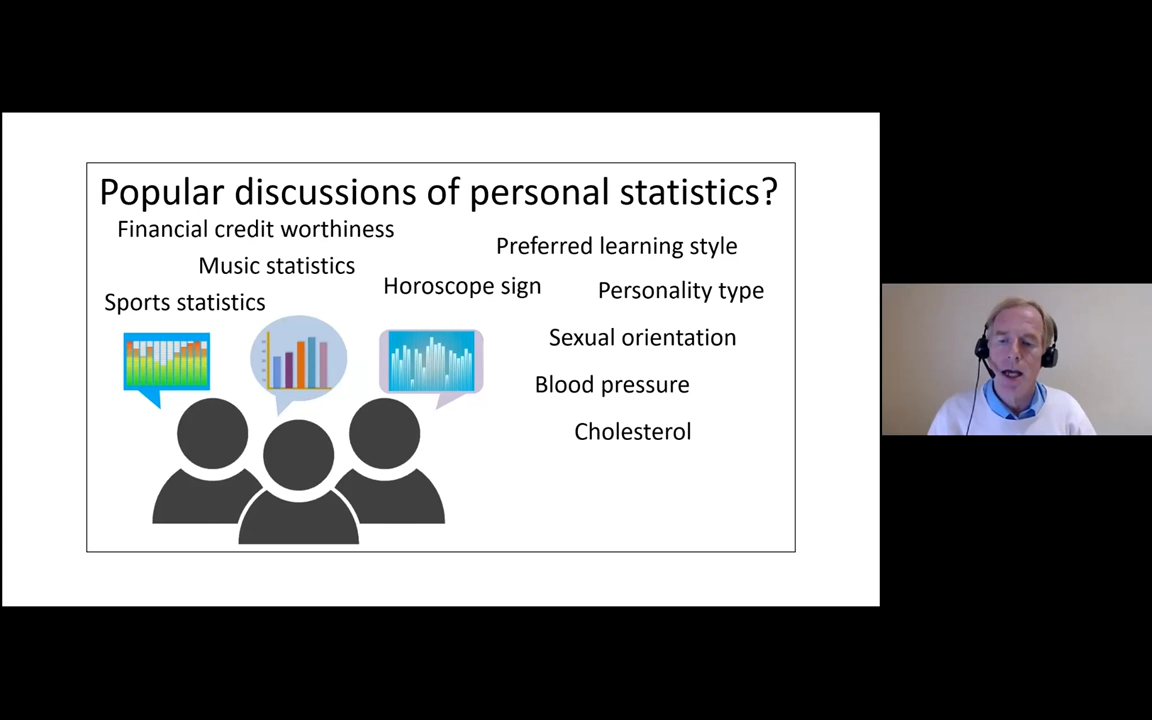 Popular discussions of personal statistics?
Financial credit worthiness
Preferred learning style
Music statistics
Horoscope sign
Personality type
Sports statistics
Sexual orientation
Blood pressure
Cholesterol